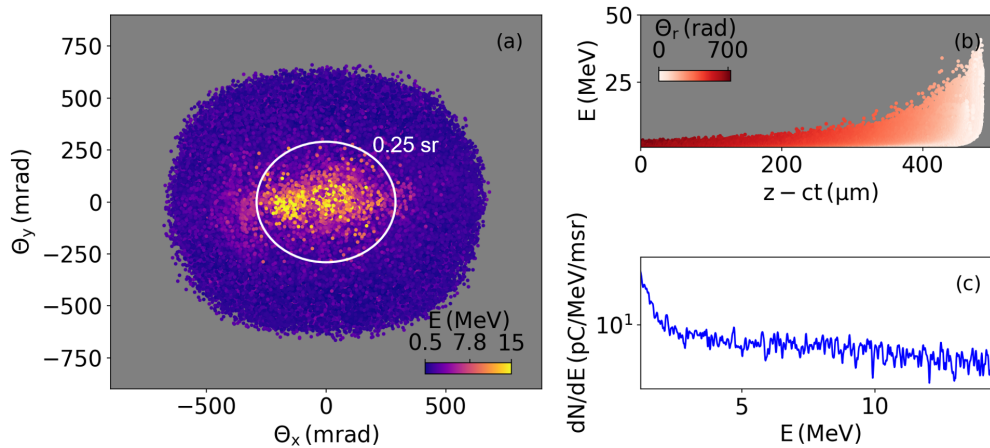 (a)
0.25 sr
E (MeV)
0.5 7.8 15
750
500
250
0
−250
−500
−750
Θy (mrad)
−500 0 500
Θx (mrad)
(b)
Θr (rad)
0 700
50
25
E (MeV)
0 200 400
z − ct (μm)
(c)
10¹
dN/dE (pC/MeV/msr)
5 10
E (MeV)